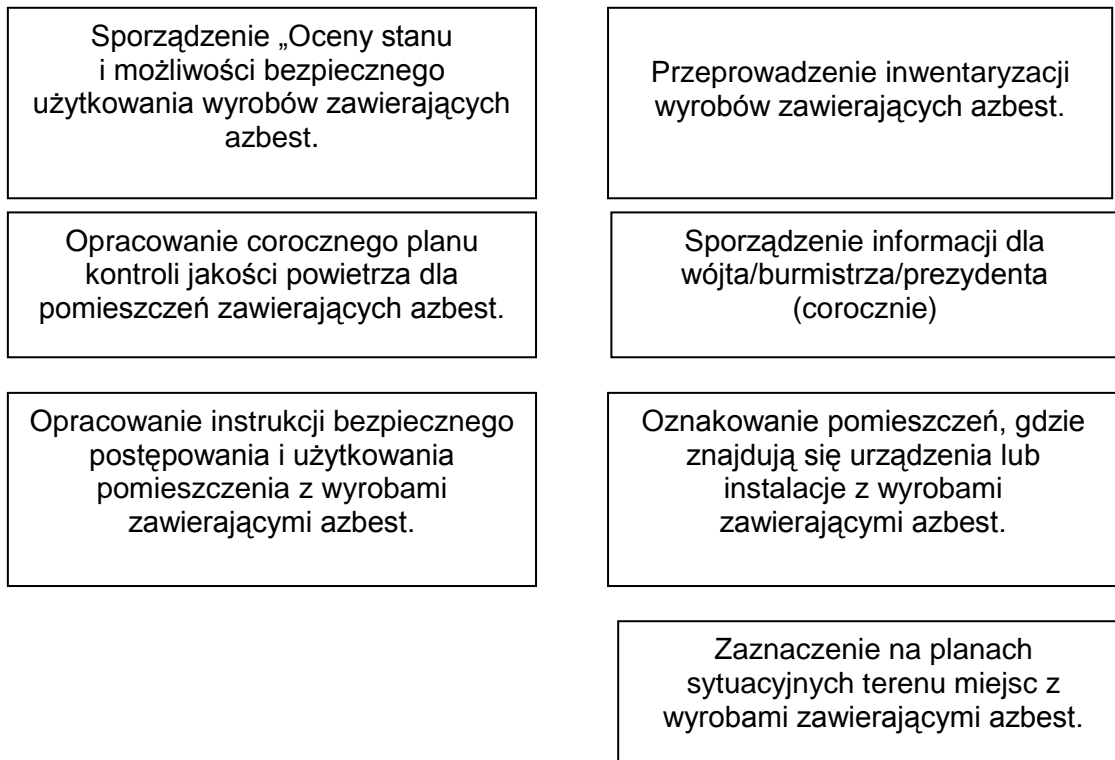 Sporządzenie „Oceny stanu
i możliwości bezpiecznego
użytkowania wyrobów zawierających
azbest.
Przeprowadzenie inwentaryzacji
wyrobów zawierających azbest.
Opracowanie corocznego planu
kontroli jakości powietrza dla
pomieszczeń zawierających azbest.
Sporządzenie informacji dla
wójta/burmistrza/prezydenta
(corocznie)
Opracowanie instrukcji bezpiecznego
postępowania i użytkowania
pomieszczenia z wyrobami
zawierającymi azbest.
Oznakowanie pomieszczeń, gdzie
znajdują się urządzenia lub
instalacje z wyrobami
zawierającymi azbest.
Zaznaczenie na planach
sytuacyjnych terenu miejsc z
wyrobami zawierającymi azbest.